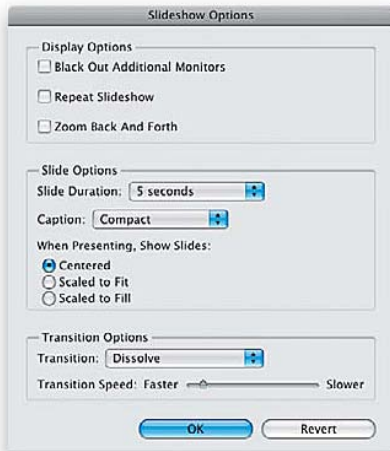 Slideshow Options
Display Options
Black Out Additional Monitors
Repeat Slideshow
Zoom Back And Forth
Slide Options
Slide Duration: 5 seconds
Caption: Compact
When Presenting, Show Slides:
Centered
Scaled to Fit
Scaled to Fill
Transition Options
Transition: Dissolve
Transition Speed: Faster Slower
OK Revert